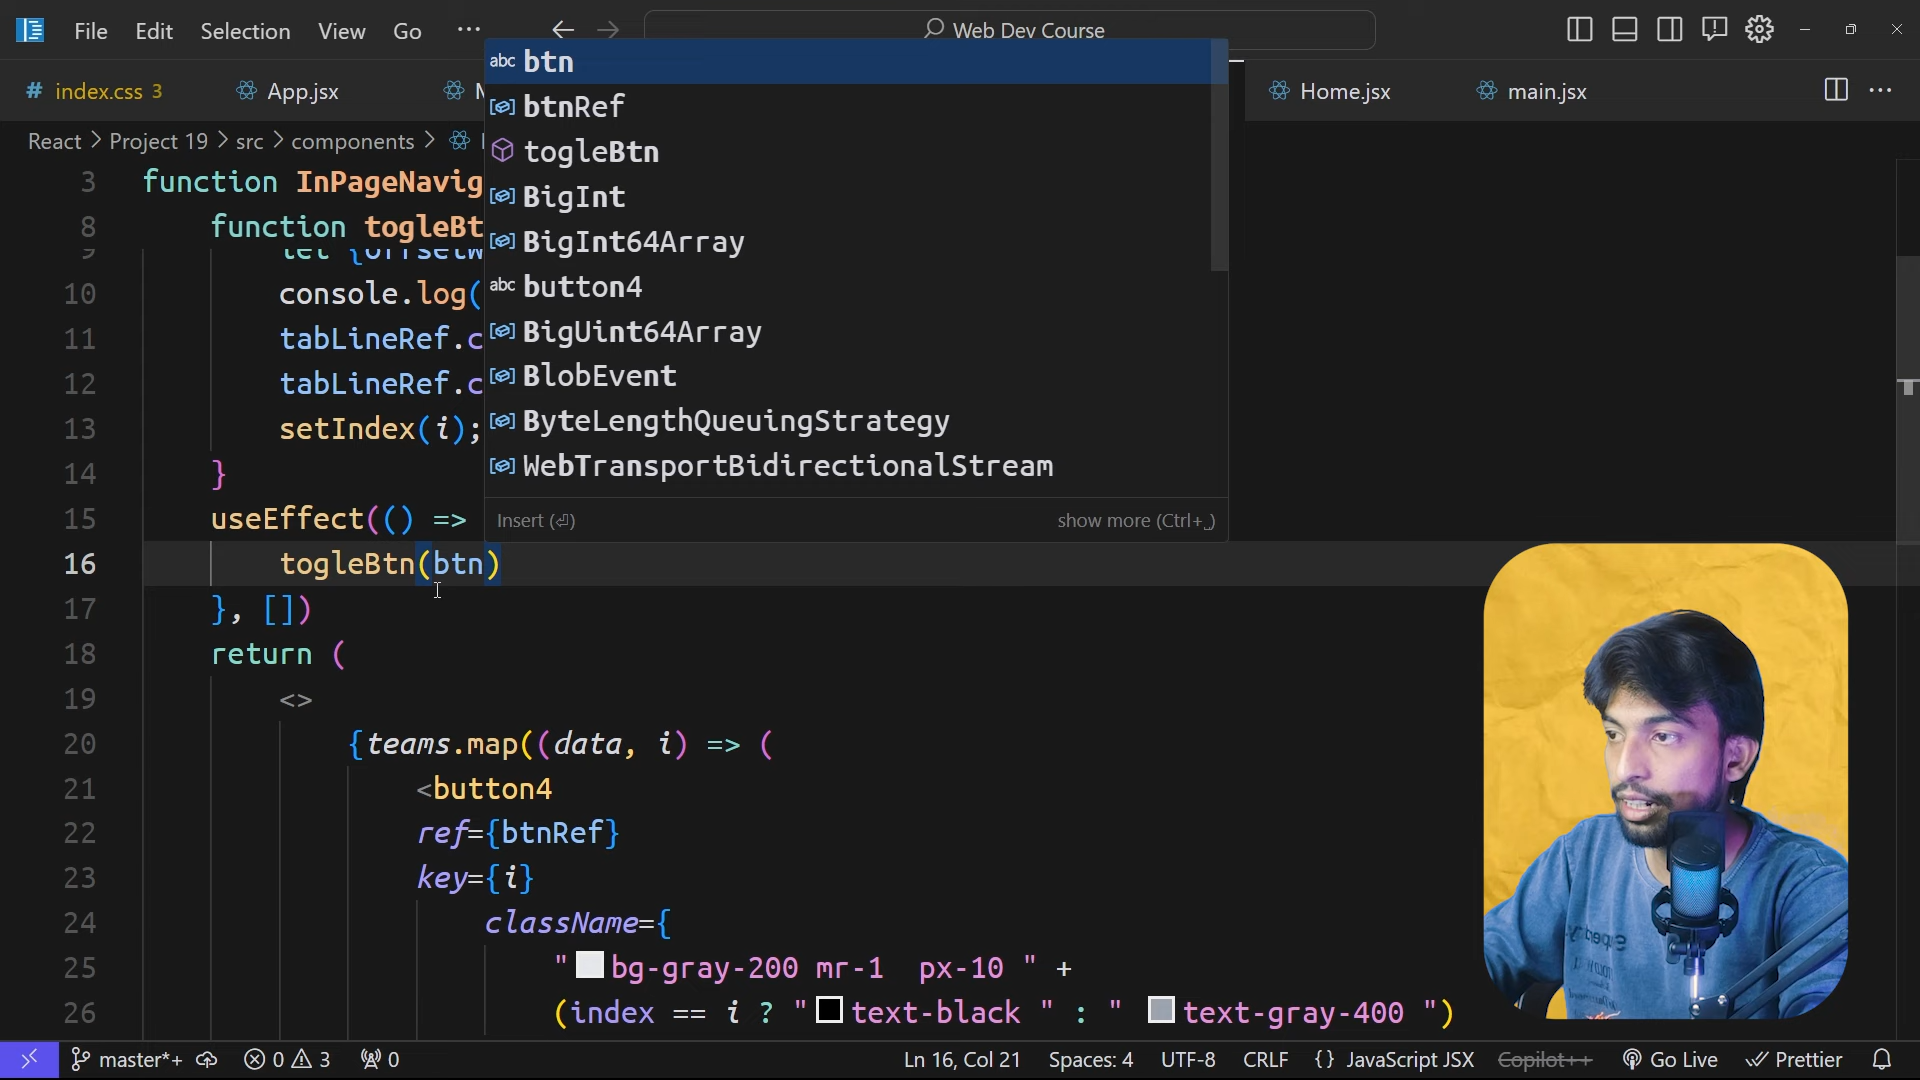 File Edit Selection View Go ··· Web Dev Course
# index.css 3 App.jsx Home.jsx main.jsx
React > Project 19 > src > components >
btn
btnRef
togleBtn
BigInt
BigInt64Array
button4
BigUint64Array
BlobEvent
ByteLengthQueuingStrategy
WebTransportBidirectionalStream
Insert show more (Ctrl+
3 function InPageNavig
8 function togleBt
9 let {offsetW
10 console.log(
11 tabLineRef.c
12 tabLineRef.c
13 setIndex(i);
14 }
15 useEffect(() =>
16 togleBtn(btn)
17 }, [])
18 return (
19 <>
20 {teams.map((data, i) => (
21 <button4
22 ref={btnRef}
23 key={i}
24 className={
25 "bg-gray-200 mr-1 px-10 " +
26 (index == i ? "text-black " : " text-gray-400 ")
master*+ 0 3 0 Ln 16, Col 21 Spaces: 4 UTF-8 CRLF {} JavaScript JSX Copilot++ Go Live Prettier